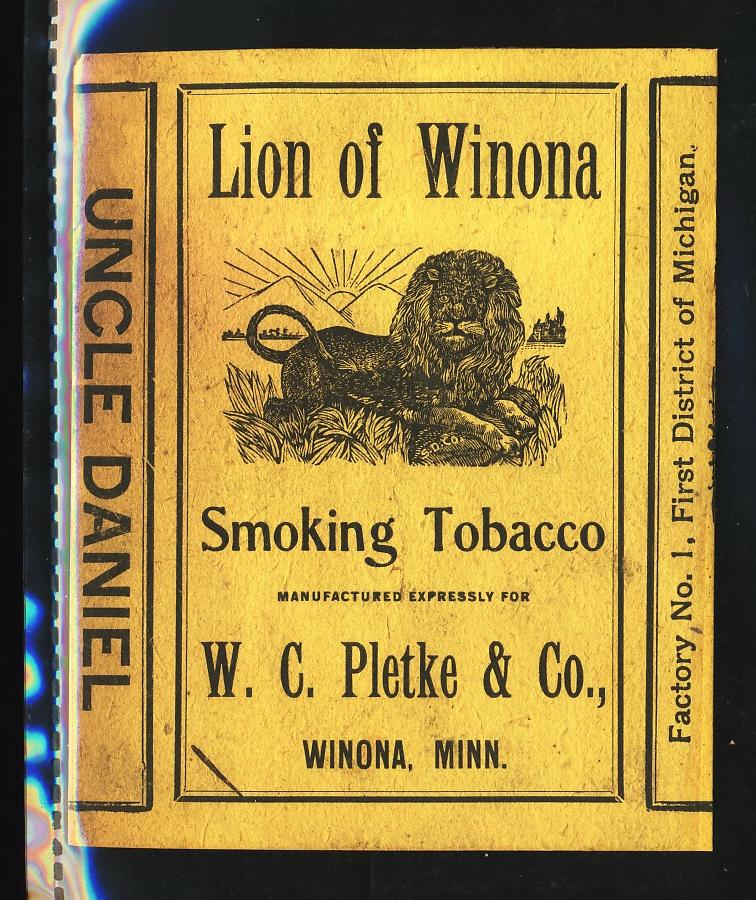 UNCLE DANIEL
Lion of Winona
Smoking Tobacco
MANUFACTURED EXPRESSLY FOR
W. C. Pletke & Co.,
WINONA, MINN.
Factory No. 1, First District of Michigan.